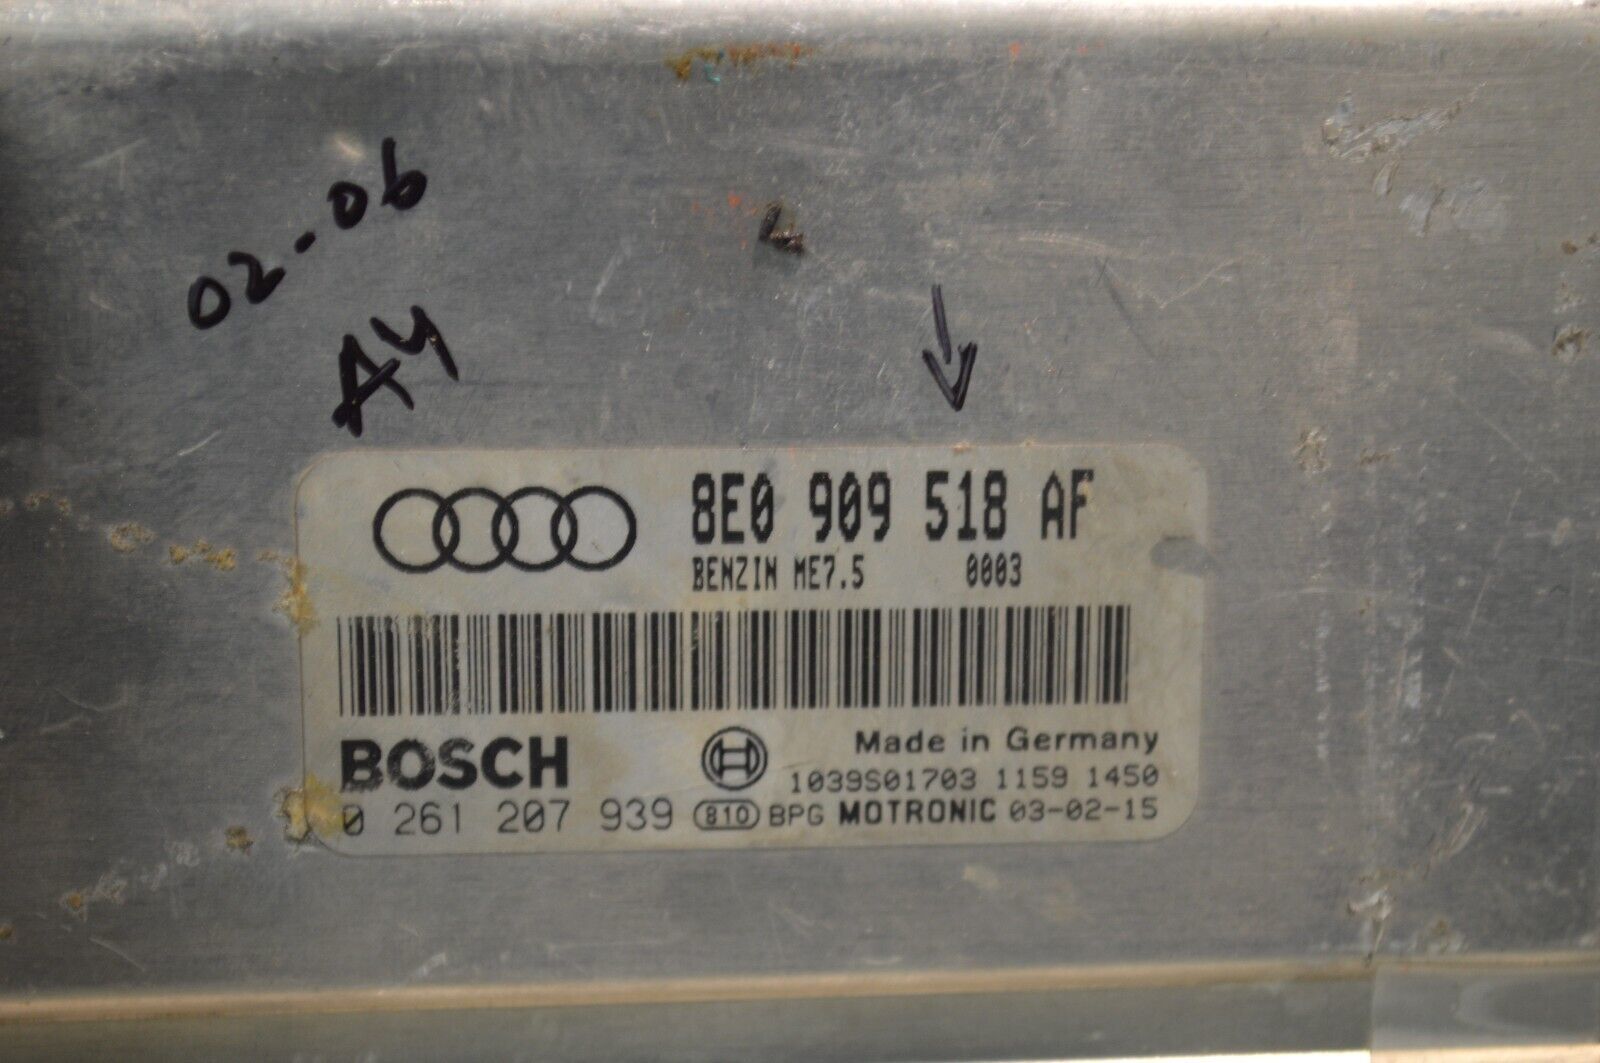 02-06
A4
8E0 909 518 AF
BENZIN ME7.5 0003
BOSCH
Made in Germany
1039S01703 1159 1450
0 261 207 939 810 BPG MOTRONIC 03-02-15